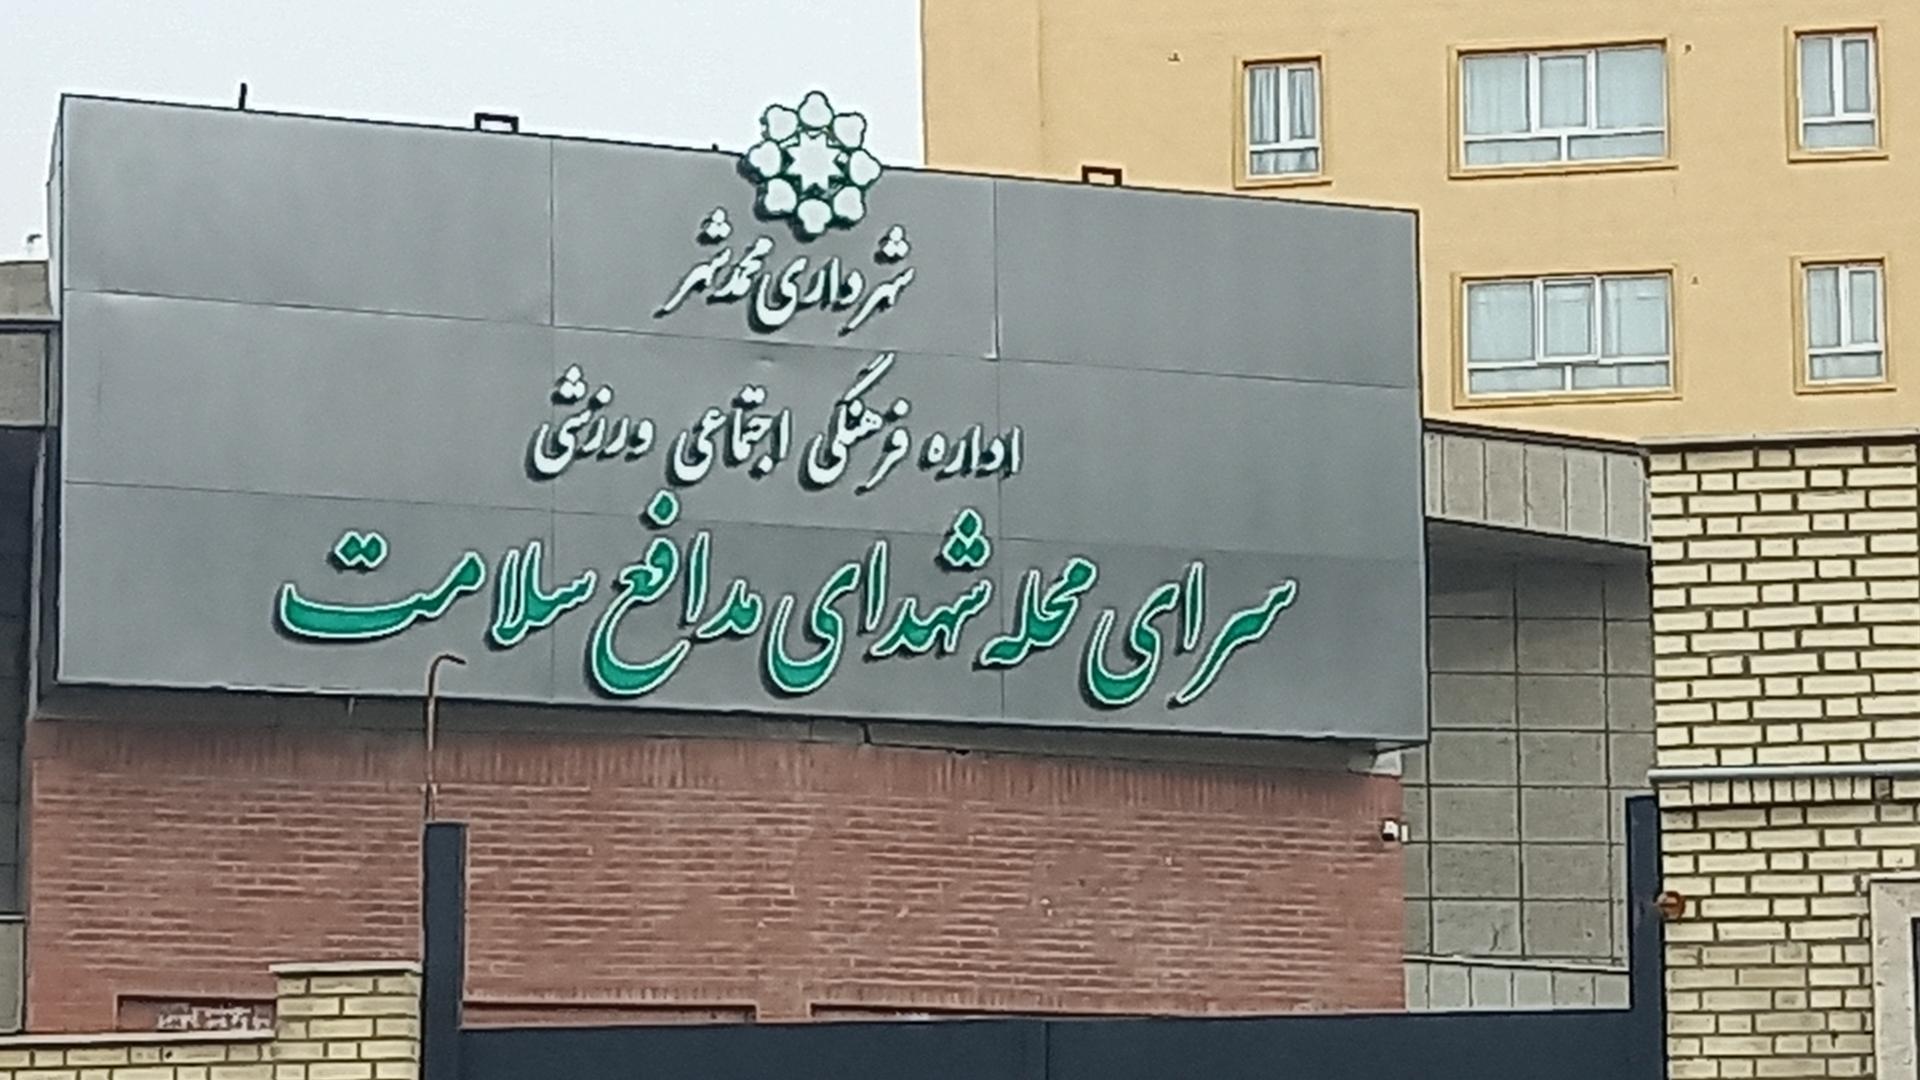 شهرداری محمدشهر
اداره فرهنگی اجتماعی ورزشی
سرای محله شهدای مدافع سلامت